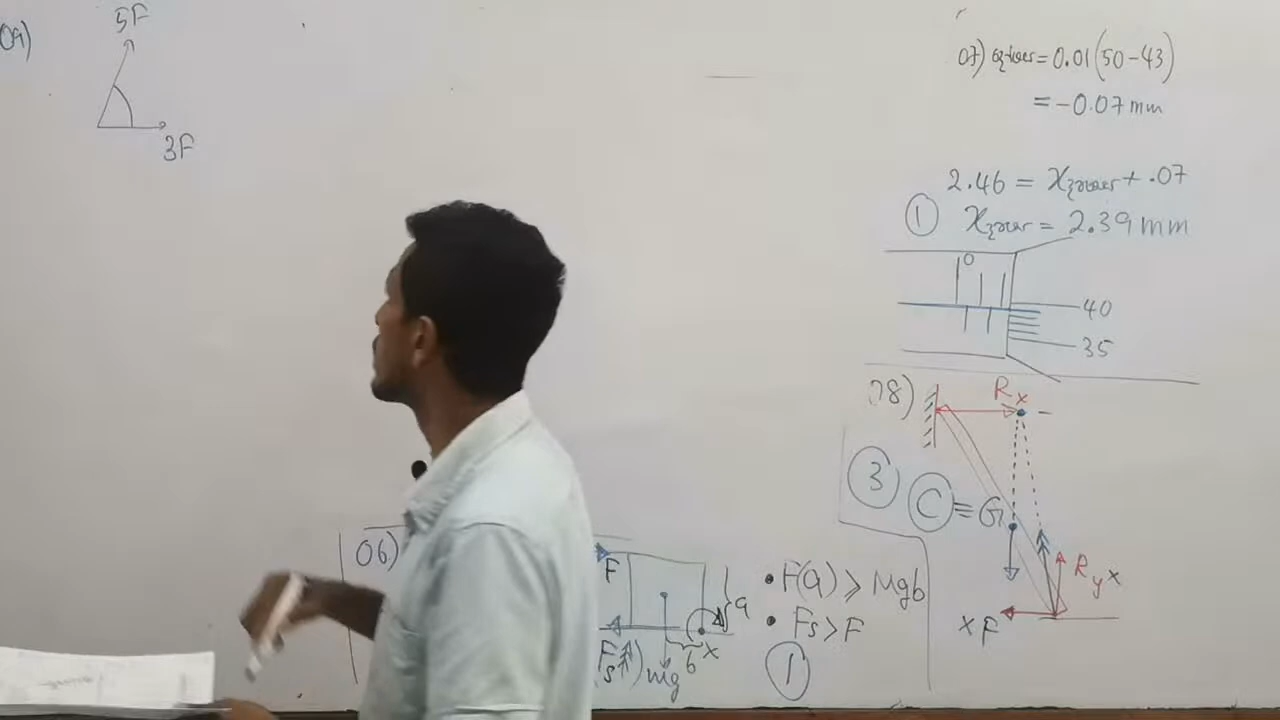 09)
5F
3F
07) = 0.01(50-43)
= -0.07 mm
2.46 = + .07
① = 2.39 mm
0
40
35
08)
R x
③
C ≡ G
R y x
x F
06)
F
a
• F(a) ⩾ Mgb
• Fs > F
Fs
mg
b
x
①